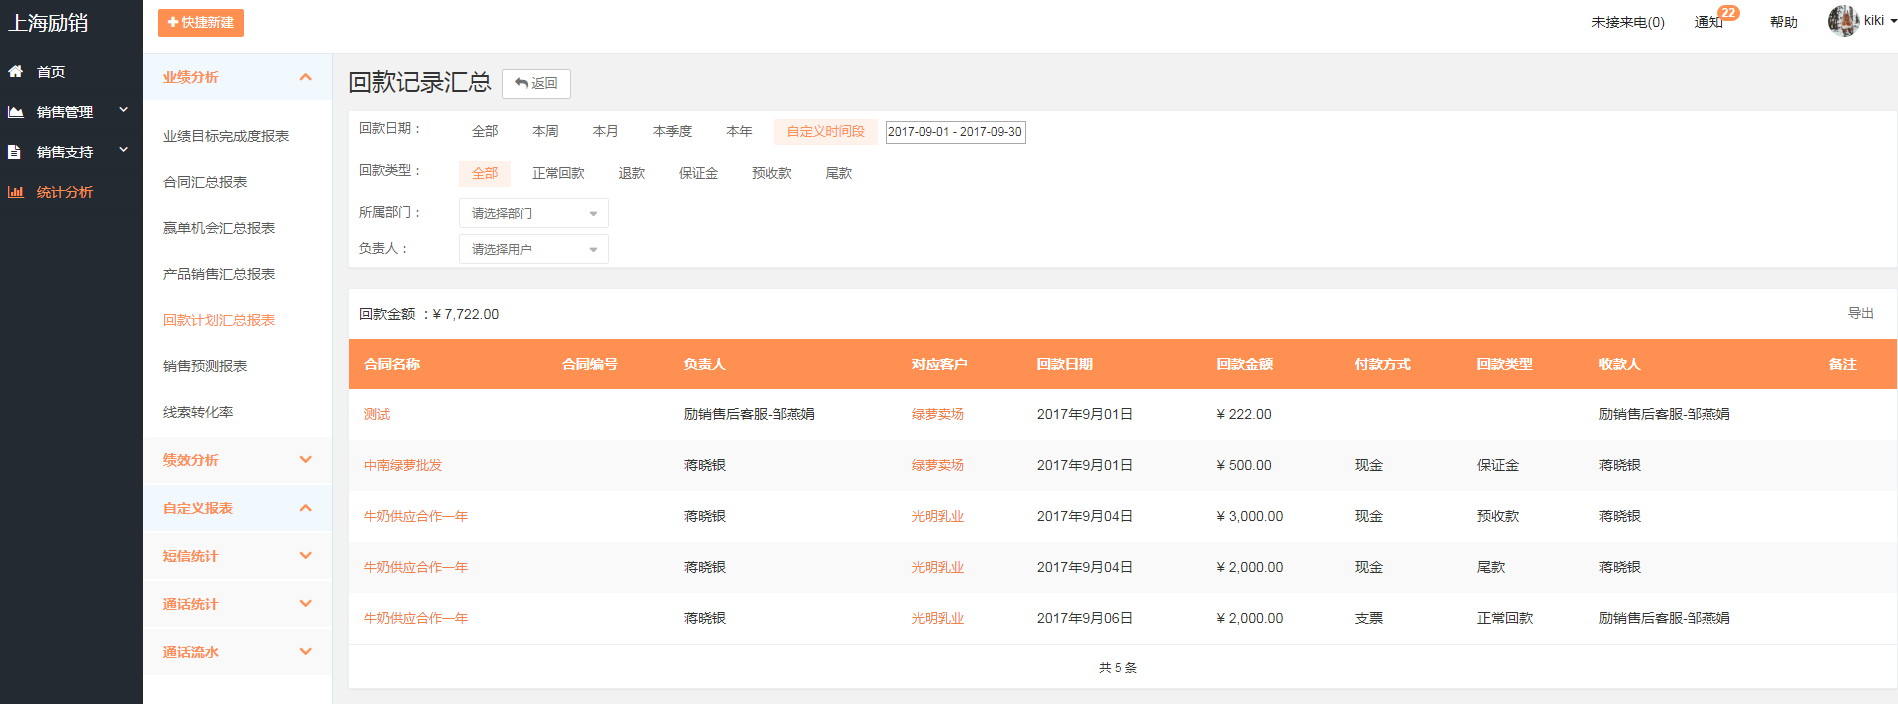 上海励销
快捷新建
未接来电(0)
通知
22
帮助
kiki
首页
销售管理
销售支持
统计分析
业绩分析
业绩目标完成度报表
合同汇总报表
赢单机会汇总报表
产品销售汇总报表
回款计划汇总报表
销售预测报表
线索转化率
绩效分析
自定义报表
短信统计
通话统计
通话流水
回款记录汇总 返回
回款日期： 全部 本周 本月 本季度 本年 自定义时间段 2017-09-01 - 2017-09-30
回款类型： 全部 正常回款 退款 保证金 预收款 尾款
所属部门： 请选择部门
负责人： 请选择用户
回款金额 ：¥ 7,722.00 导出
合同名称 合同编号 负责人 对应客户 回款日期 回款金额 付款方式 回款类型 收款人 备注
测试 励销售后客服-邹燕娟 绿萝卖场 2017年9月01日 ¥ 222.00 励销售后客服-邹燕娟
中南绿萝批发 蒋晓银 绿萝卖场 2017年9月01日 ¥ 500.00 现金 保证金 蒋晓银
牛奶供应合作一年 蒋晓银 光明乳业 2017年9月04日 ¥ 3,000.00 现金 预收款 蒋晓银
牛奶供应合作一年 蒋晓银 光明乳业 2017年9月04日 ¥ 2,000.00 现金 尾款 蒋晓银
牛奶供应合作一年 蒋晓银 光明乳业 2017年9月06日 ¥ 2,000.00 支票 正常回款 励销售后客服-邹燕娟
共 5 条